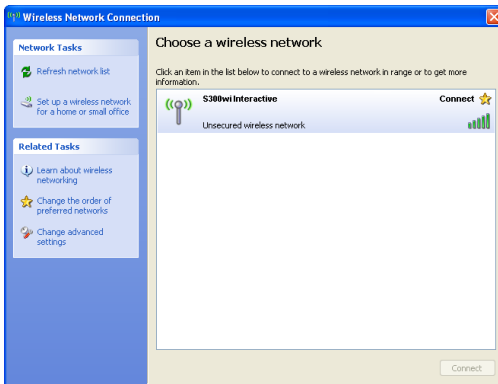 Wireless Network Connection
Network Tasks
Refresh network list
Set up a wireless network
for a home or small office
Related Tasks
Learn about wireless
networking
Change the order of
preferred networks
Change advanced
settings
Choose a wireless network
Click an item in the list below to connect to a wireless network in range or to get more
information.
S300wi Interactive Connect
Unsecured wireless network
Connect